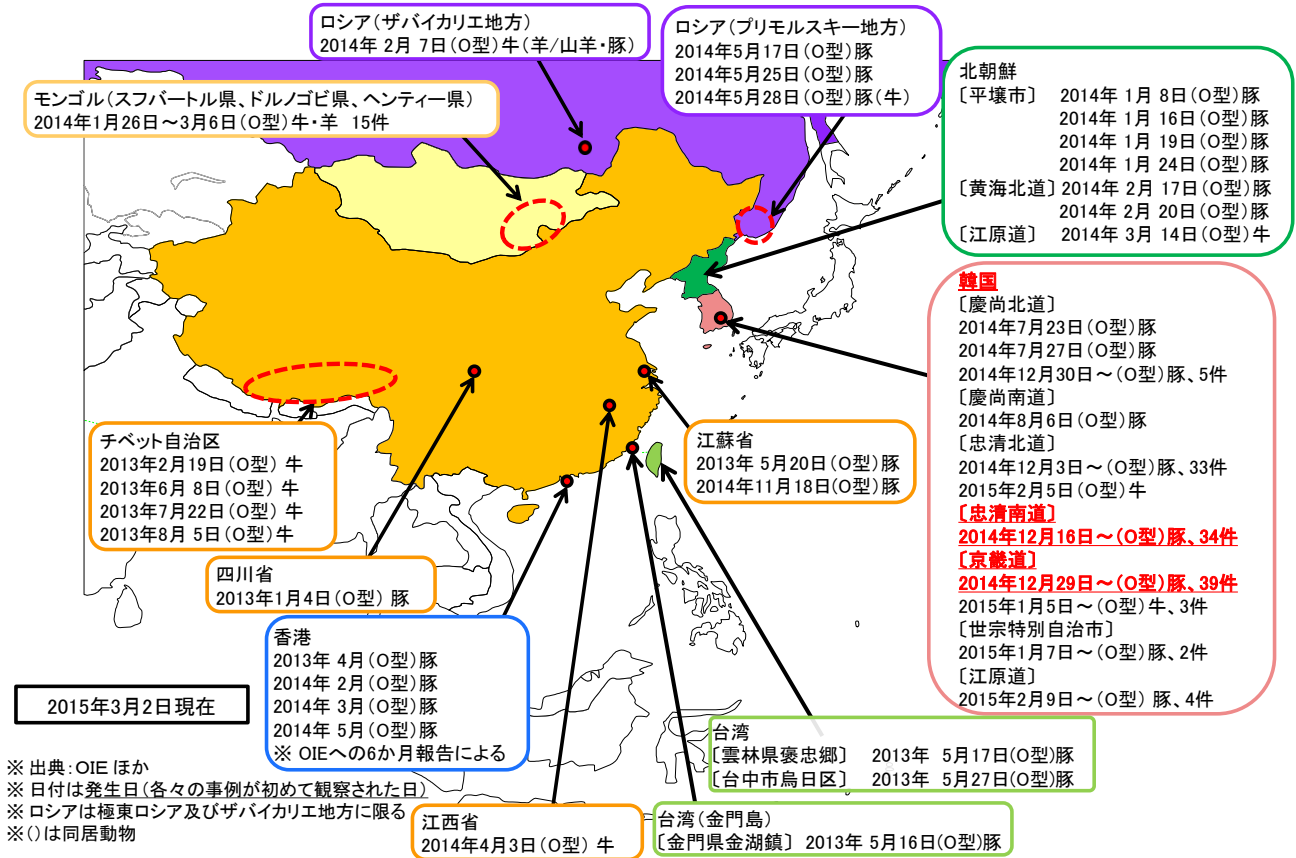 ロシア(ザバイカリエ地方)
2014年 2月 7日(O型)牛(羊/山羊・豚)
ロシア(プリモルスキー地方)
2014年5月17日(O型)豚
2014年5月25日(O型)豚
2014年5月28日(O型)豚(牛)
モンゴル(スフバートル県、ドルノゴビ県、ヘンティー県)
2014年1月26日～3月6日(O型)牛・羊 15件
北朝鮮
〔平壌市〕 2014年 1月 8日(O型)豚
2014年 1月 16日(O型)豚
2014年 1月 19日(O型)豚
2014年 1月 24日(O型)豚
〔黄海北道〕2014年 2月 17日(O型)豚
2014年 2月 20日(O型)豚
〔江原道〕 2014年 3月 14日(O型)牛
韓国
〔慶尚北道〕
2014年7月23日(O型)豚
2014年7月27日(O型)豚
2014年12月30日～(O型)豚、5件
〔慶尚南道〕
2014年8月6日(O型)豚
〔忠清北道〕
2014年12月3日～(O型)豚、33件
2015年2月5日(O型)牛
〔忠清南道〕
2014年12月16日～(O型)豚、34件
〔京畿道〕
2014年12月29日～(O型)豚、39件
2015年1月5日～(O型)牛、3件
〔世宗特別自治市〕
2015年1月7日～(O型)豚、2件
〔江原道〕
2015年2月9日～(O型) 豚、4件
チベット自治区
2013年2月19日(O型) 牛
2013年6月 8日(O型) 牛
2013年7月22日(O型) 牛
2013年8月 5日(O型)牛
江蘇省
2013年 5月20日(O型)豚
2014年11月18日(O型)豚
四川省
2013年1月4日(O型) 豚
香港
2013年 4月(O型)豚
2014年 2月(O型)豚
2014年 3月(O型)豚
2014年 5月(O型)豚
※ OIEへの6か月報告による
2015年3月2日現在
台湾
〔雲林県褒忠郷〕 2013年 5月17日(O型)豚
〔台中市烏日区〕 2013年 5月27日(O型)豚
※ 出典:OIE ほか
※ 日付は発生日(各々の事例が初めて観察された日)
※ ロシアは極東ロシア及びザバイカリエ地方に限る
※()は同居動物
江西省
2014年4月3日(O型) 牛
台湾(金門島)
〔金門県金湖鎮〕 2013年 5月16日(O型)豚